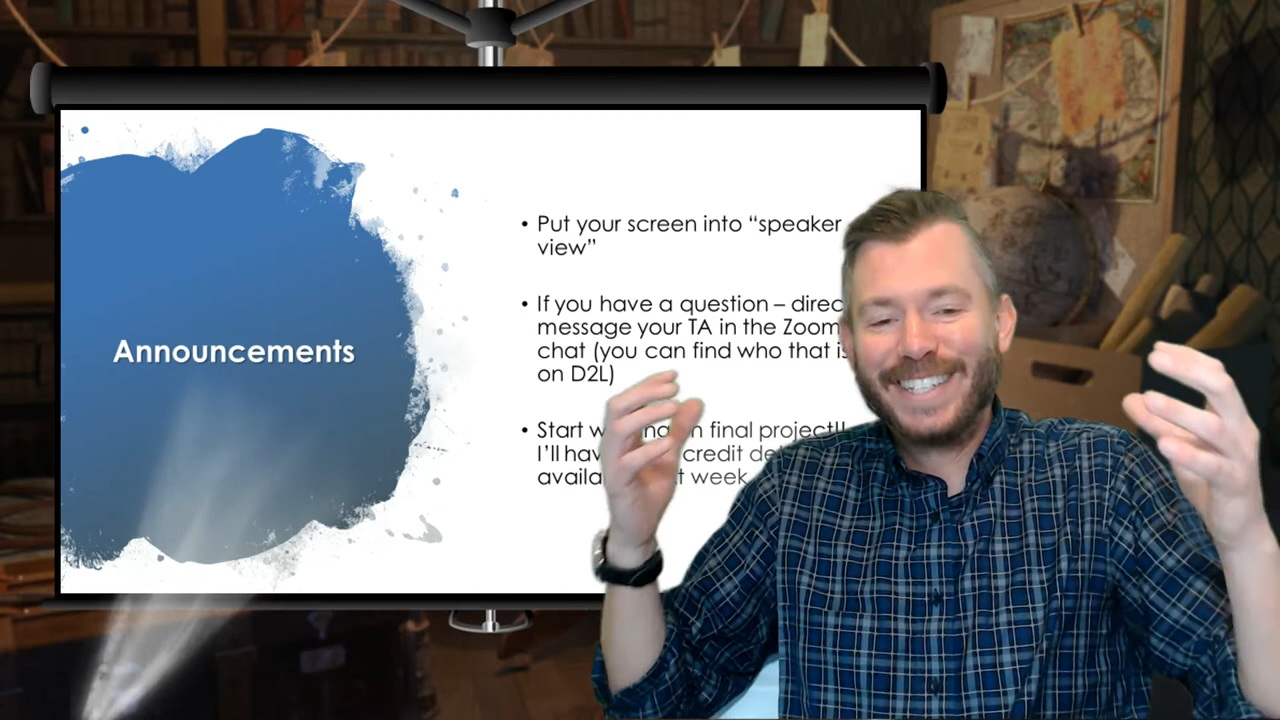 Announcements
• Put your screen into “speaker
view”
• If you have a question – direc
message your TA in the Zoom
chat (you can find who that is
on D2L)
• Start w on final project!!
I’ll hav credit de
availa t week